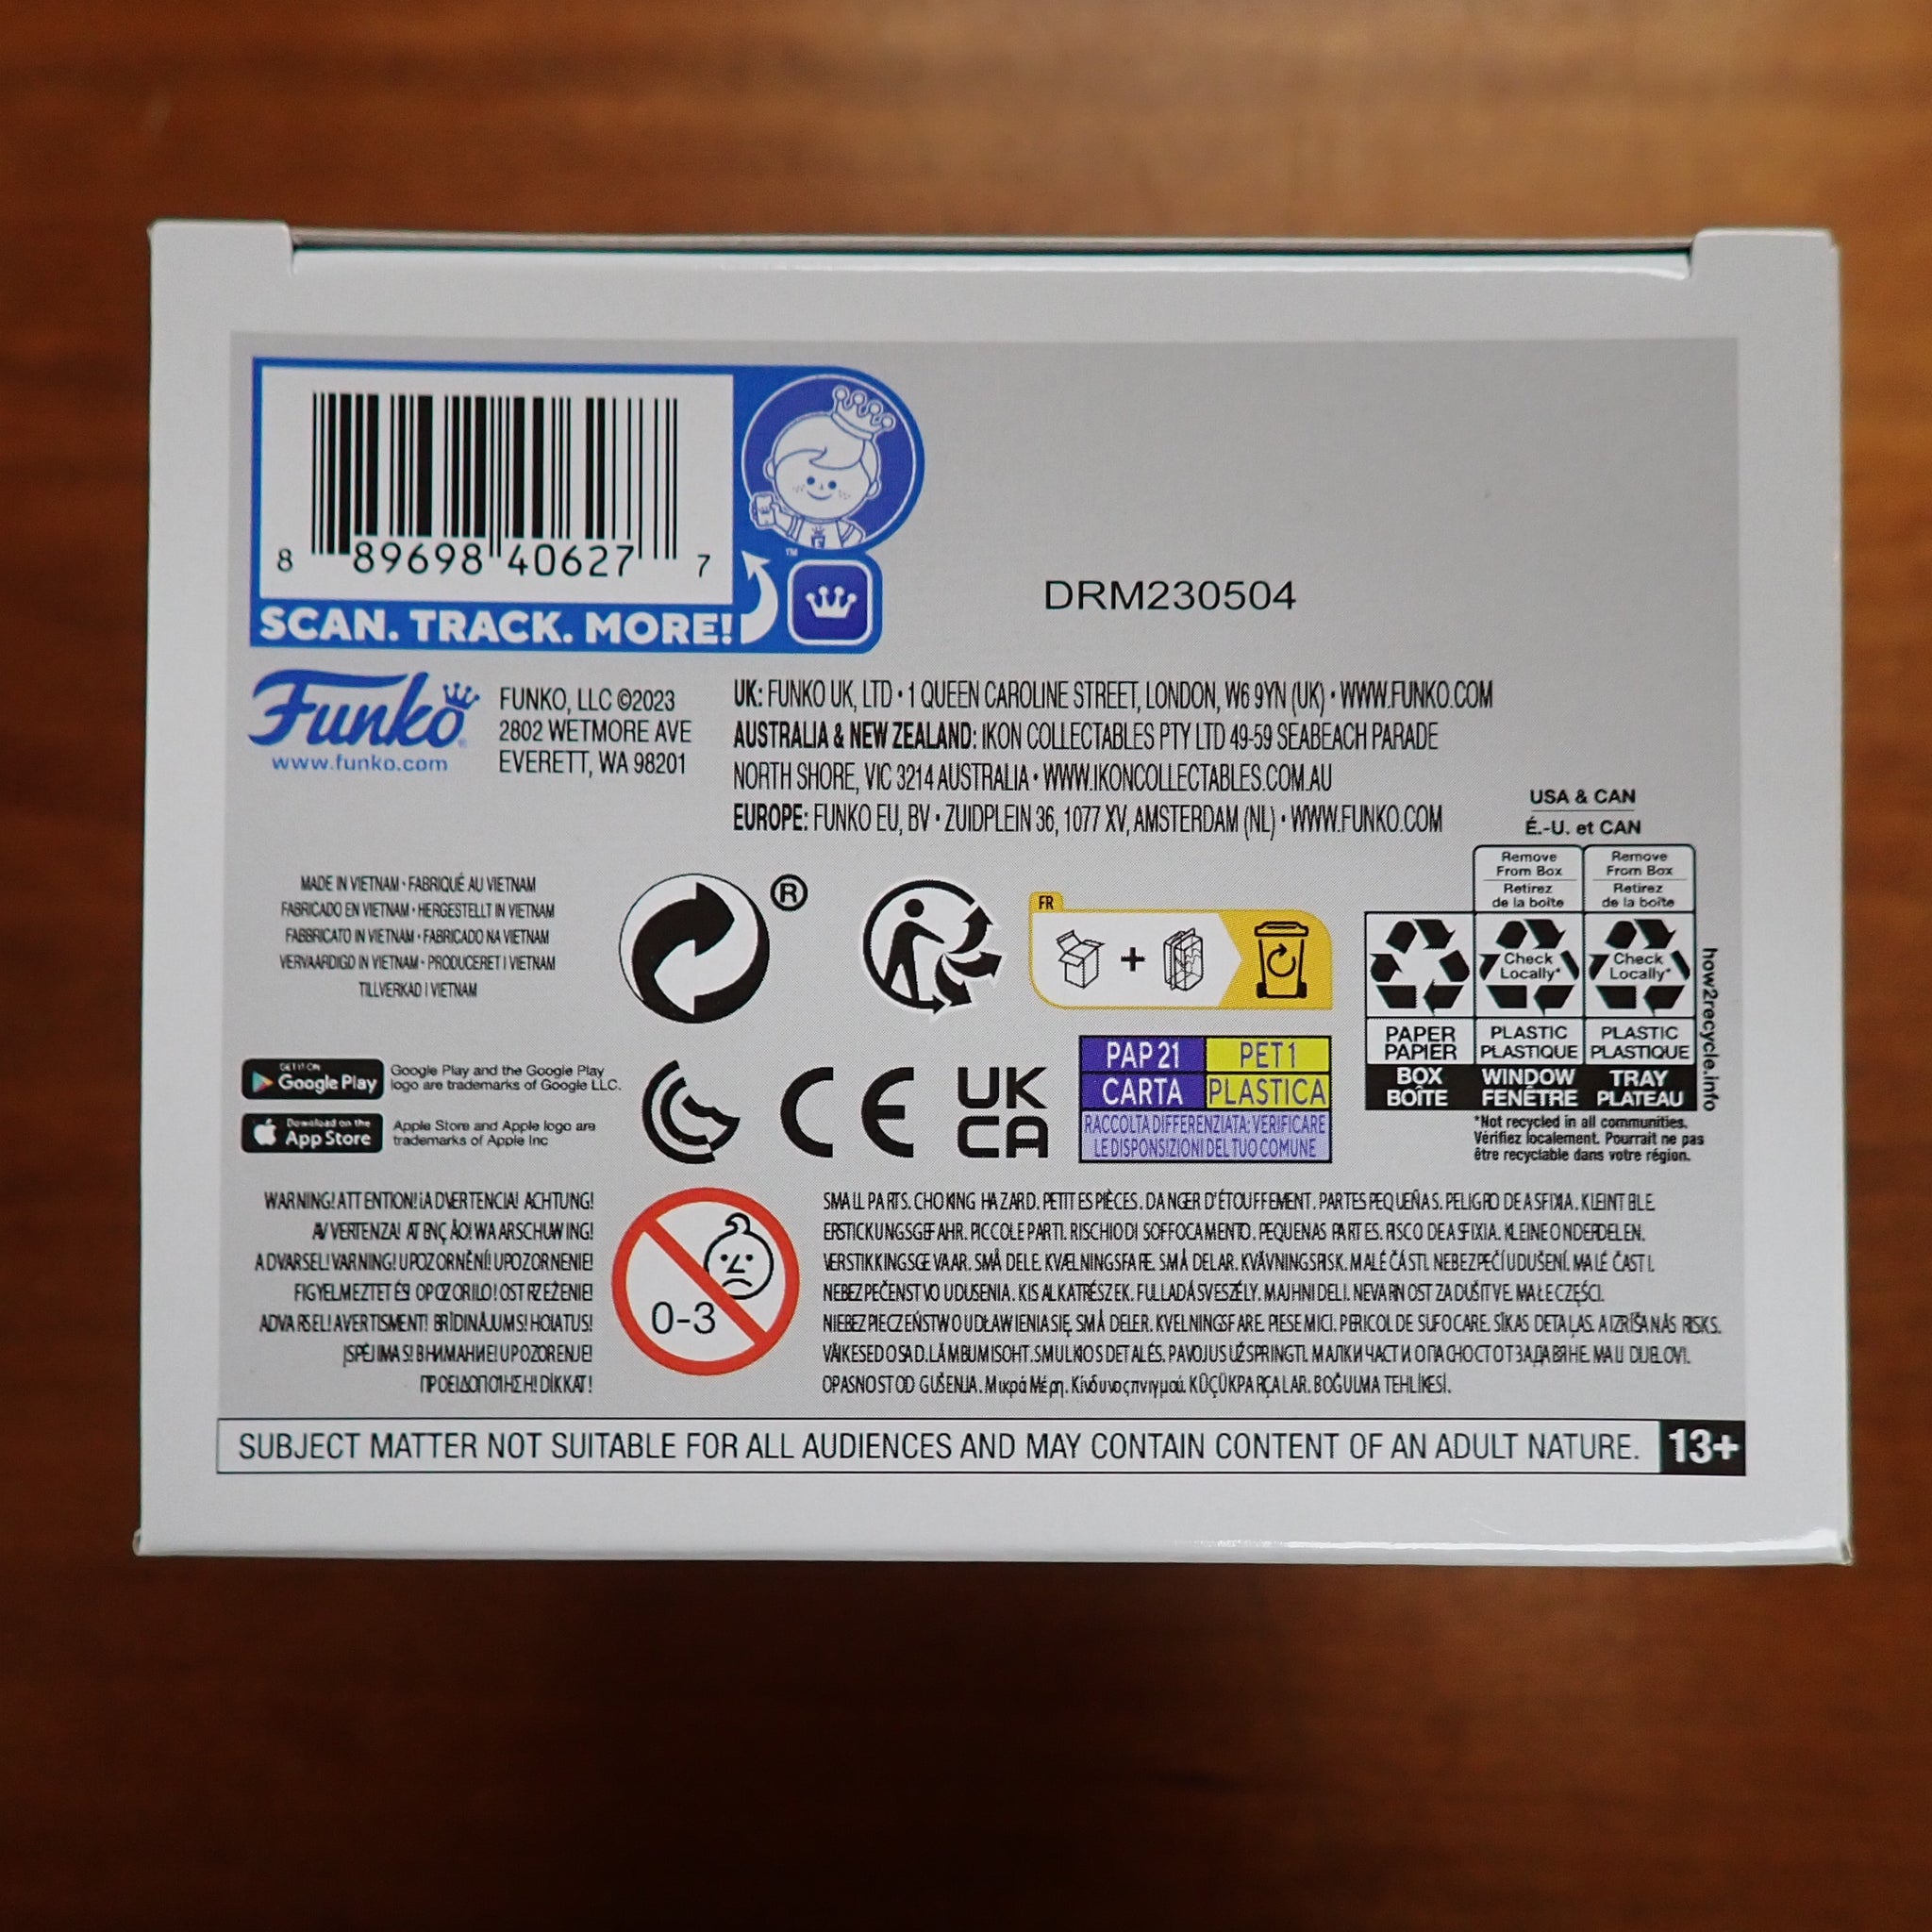 8 89698 40627 7
SCAN. TRACK. MORE!
™
DRM230504
Funko
www.funko.com
FUNKO, LLC ©2023
2802 WETMORE AVE
EVERETT, WA 98201
UK: FUNKO UK, LTD • 1 QUEEN CAROLINE STREET, LONDON, W6 9YN (UK) • WWW.FUNKO.COM
AUSTRALIA & NEW ZEALAND: IKON COLLECTABLES PTY LTD 49-59 SEABEACH PARADE
NORTH SHORE, VIC 3214 AUSTRALIA • WWW.IKONCOLLECTABLES.COM.AU
EUROPE: FUNKO EU, BV • ZUIDPLEIN 36, 1077 XV, AMSTERDAM (NL) • WWW.FUNKO.COM
MADE IN VIETNAM • FABRIQUÉ AU VIETNAM
FABRICADO EN VIETNAM • HERGESTELLT IN VIETNAM
FABBRICATO IN VIETNAM • FABRICADO NA VIETNAM
VERVAARDIGD IN VIETNAM • PRODUCERET I VIETNAM
TILLVERKAD I VIETNAM
®
FR
+
USA & CAN
É.-U. et CAN
Remove From Box
Retirez de la boîte
Remove From Box
Retirez de la boîte
Check Locally*
Check Locally*
PAPER PAPIER
PLASTIC PLASTIQUE
PLASTIC PLASTIQUE
BOX BOÎTE
WINDOW FENÊTRE
TRAY PLATEAU
how2recycle.info
*Not recycled in all communities.
Vérifiez localement. Pourrait ne pas
être recyclable dans votre région.
GET IT ON
Google Play
Google Play and the Google Play
logo are trademarks of Google LLC.
Download on the
App Store
Apple Store and Apple logo are
trademarks of Apple Inc
CE
UK
CA
PAP 21 PET 1
CARTA PLASTICA
RACCOLTA DIFFERENZIATA: VERIFICARE
LE DISPONSIZIONI DEL TUO COMUNE
WARNING! ATTENTION! ¡ADVERTENCIA! ACHTUNG!
AVVERTENZA! ATENÇÃO! WAARSCHUWING!
ADVARSEL! VARNING! UPOZORNĚNÍ! UPOZORNENIE!
FIGYELMEZTETÉS! OPOZORILO! OSTRZEŻENIE!
ADVARSEL! AVERTISMENT! BRĪDINĀJUMS! HOIATUS!
ĮSPĖJIMAS! ВНИМАНИЕ! UPOZORENJE!
ΠΡΟΕΙΔΟΠΟΙΗΣΗ! DİKKAT!
0-3
SMALL PARTS. CHOKING HAZARD. PETITES PIÈCES. DANGER D'ÉTOUFFEMENT. PARTES PEQUEÑAS. PELIGRO DE ASFIXIA. KLEINTEILE.
ERSTICKUNGSGEFAHR. PICCOLE PARTI. RISCHIO DI SOFFOCAMENTO. PEQUENAS PARTES. RISCO DE ASFIXIA. KLEINE ONDERDELEN.
VERSTIKKINGSGEVAAR. SMÅ DELE. KVÆLNINGSFARE. SMÅ DELAR. KVÄVNINGSRISK. MALÉ ČÁSTI. NEBEZPEČÍ UDUŠENÍ. MALÉ ČASTI.
NEBEZPEČENSTVO UDUSENIA. KIS ALKATRÉSZEK. FULLADÁSVESZÉLY. MAJHNI DELI. NEVARNOST ZADUŠITVE. MAŁE CZĘŚCI.
NIEBEZPIECZEŃSTWO UDŁAWIENIA SIĘ. SMÅ DELER. KVELNINGSFARE. PIESE MICI. PERICOL DE SUFOCARE. SĪKAS DETAĻAS. AIZRĪŠANĀS RISKS.
VÄIKESED OSAD. LÄMBUMISOHT. SMULKIOS DETALĖS. PAVOJUS UŽSPRINGTI. МАЛКИ ЧАСТИ ОПАСНОСТ ОТ ЗАДАВЯНЕ. MALI DIJELOVI.
OPASNOST OD GUŠENJA. Μικρά Μέρη. Κίνδυνος πνιγμού. KÜÇÜK PARÇALAR. BOĞULMA TEHLİKESİ.
SUBJECT MATTER NOT SUITABLE FOR ALL AUDIENCES AND MAY CONTAIN CONTENT OF AN ADULT NATURE. 13+